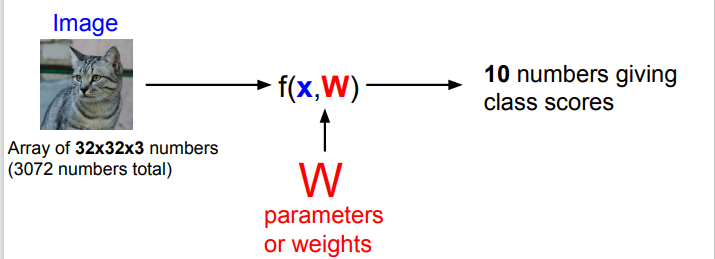 Image
f(x,W)
10 numbers giving
class scores
Array of 32x32x3 numbers
(3072 numbers total)
W
parameters
or weights